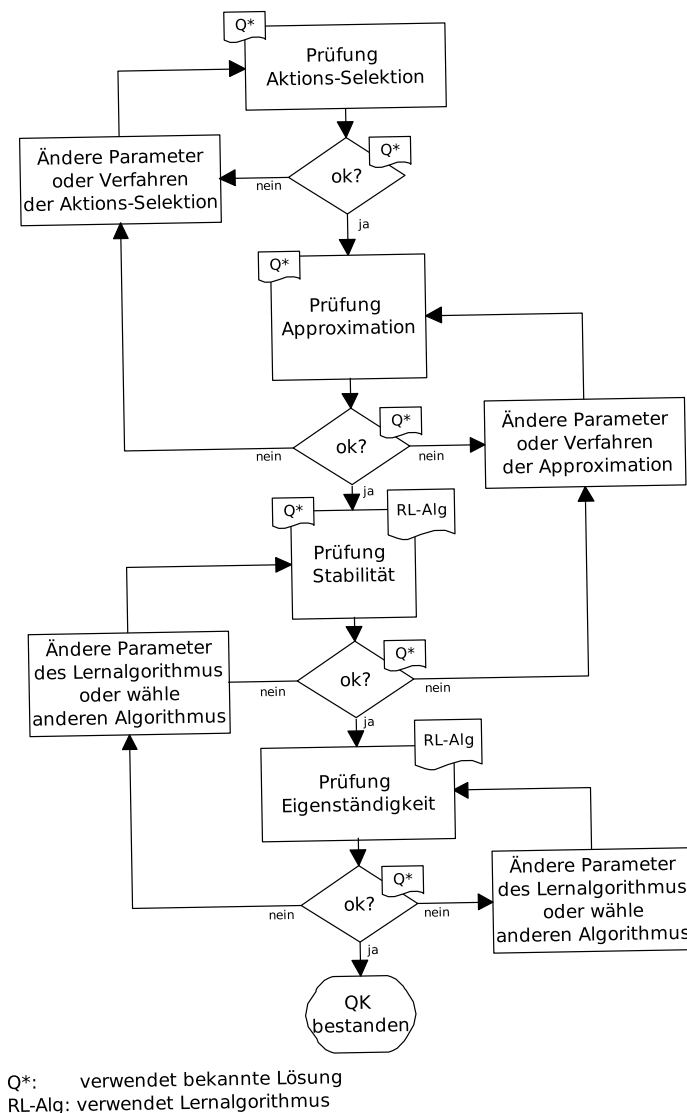 Q*
Prüfung
Aktions-Selektion
Q*
ok?
nein
ja
Ändere Parameter
oder Verfahren
der Aktions-Selektion
Q*
Prüfung
Approximation
Q*
ok?
nein
nein
ja
Ändere Parameter
oder Verfahren
der Approximation
Q*
RL-Alg
Prüfung
Stabilität
Q*
ok?
nein
nein
ja
Ändere Parameter
des Lernalgorithmus
oder wähle
anderen Algorithmus
RL-Alg
Prüfung
Eigenständigkeit
Q*
ok?
nein
nein
ja
Ändere Parameter
des Lernalgorithmus
oder wähle
anderen Algorithmus
QK
bestanden
Q*: verwendet bekannte Lösung
RL-Alg: verwendet Lernalgorithmus